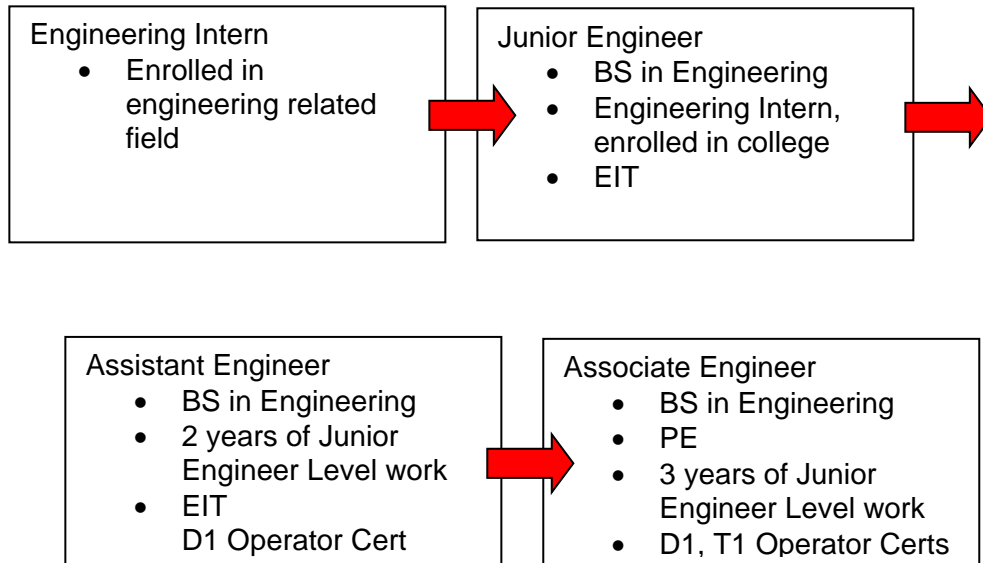 Engineering Intern
• Enrolled in
engineering related
field
Junior Engineer
• BS in Engineering
• Engineering Intern,
enrolled in college
• EIT
Assistant Engineer
• BS in Engineering
• 2 years of Junior
Engineer Level work
• EIT
D1 Operator Cert
Associate Engineer
• BS in Engineering
• PE
• 3 years of Junior
Engineer Level work
• D1, T1 Operator Certs